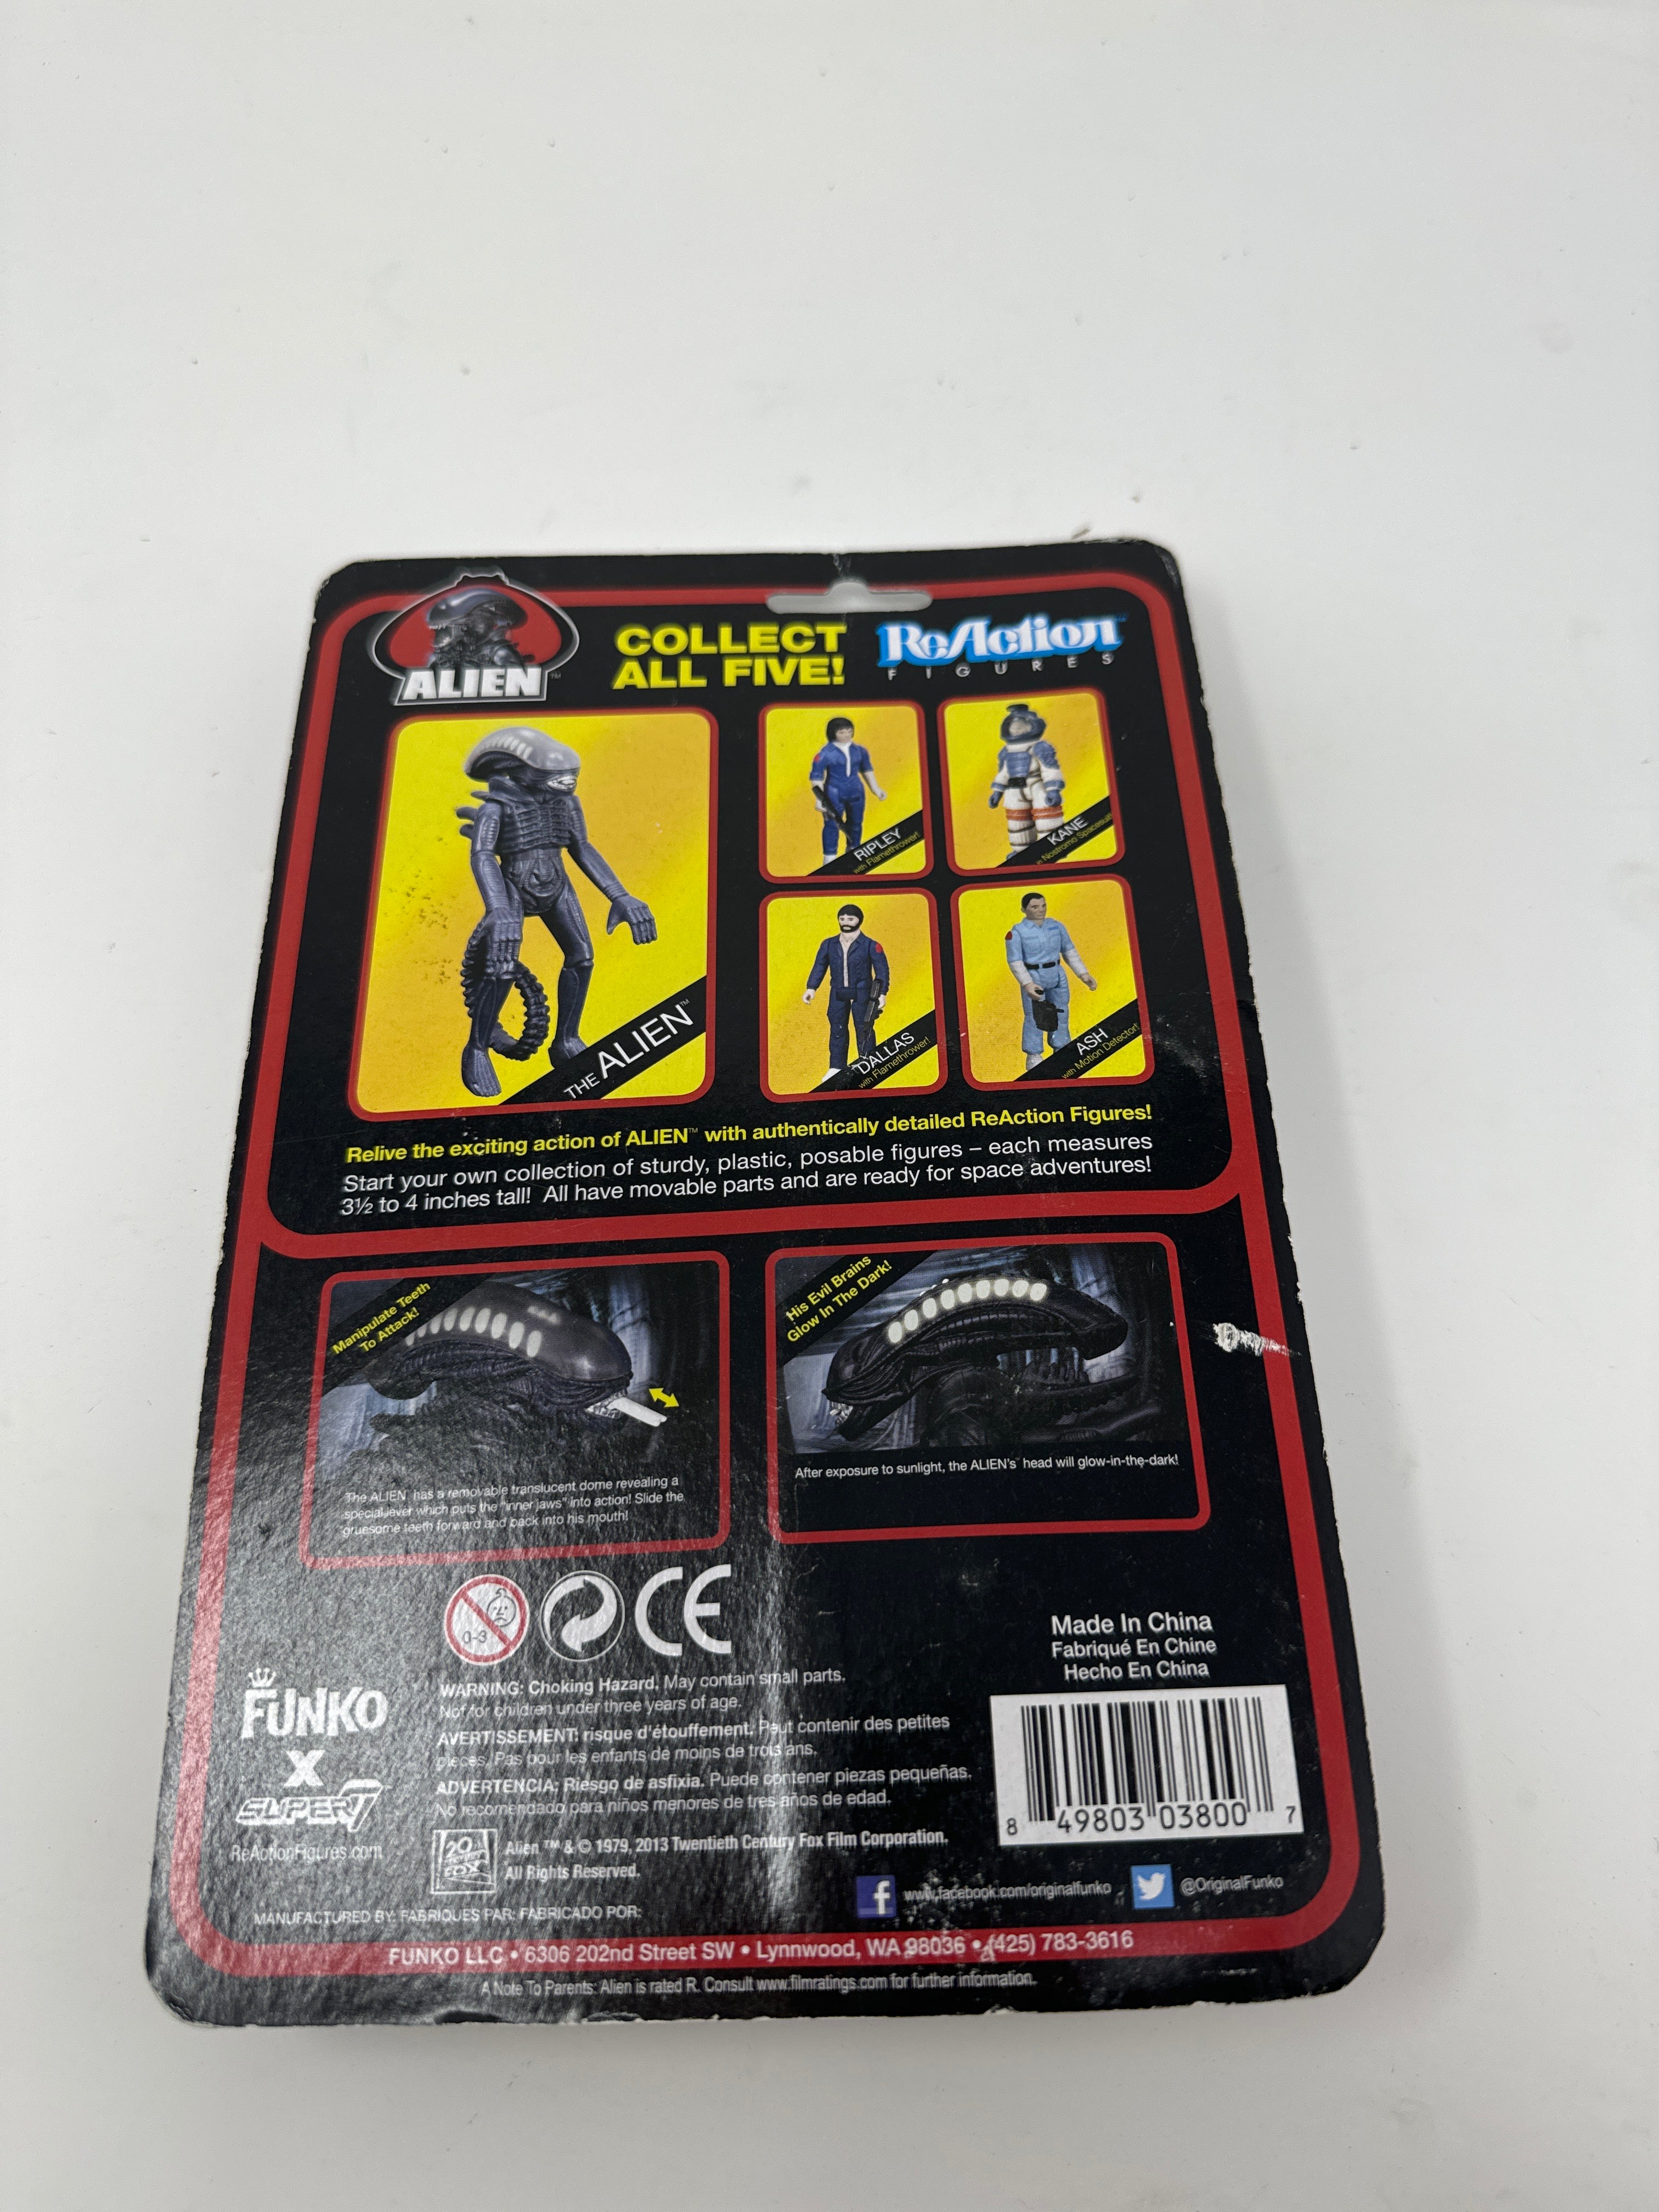 ALIEN™
COLLECT
ALL FIVE!
ReAction
FIGURES
THE ALIEN™
RIPLEY
with Flamethrower!
KANE
in Nostromo Spacesuit!
DALLAS
with Flamethrower!
ASH
with Motion Detector!
Relive the exciting action of ALIEN™ with authentically detailed ReAction Figures!
Start your own collection of sturdy, plastic, posable figures – each measures
3½ to 4 inches tall! All have movable parts and are ready for space adventures!
Manipulate Teeth
To Attack!
The ALIEN has a removable translucent dome revealing a
special lever which puts the "inner jaws" into action! Slide the
gruesome teeth forward and back into his mouth!
His Evil Brains
Glow In The Dark!
After exposure to sunlight, the ALIEN's head will glow-in-the-dark!
0-3
CE
Made In China
Fabriqué En Chine
Hecho En China
FUNKO
X
SUPER7
ReActionFigures.com
WARNING: Choking Hazard. May contain small parts.
Not for children under three years of age.
AVERTISSEMENT: risque d'étouffement. Peut contenir des petites
pieces. Pas pour les enfants de moins de trois ans.
ADVERTENCIA: Riesgo de asfixia. Puede contener piezas pequeñas.
No recomendado para niños menores de tres años de edad.
8 49803 03800 7
20th CENTURY FOX
Alien ™ & © 1979, 2013 Twentieth Century Fox Film Corporation.
All Rights Reserved.
www.facebook.com/originalfunko
@OriginalFunko
MANUFACTURED BY: FABRIQUES PAR: FABRICADO POR:
FUNKO LLC • 6306 202nd Street SW • Lynnwood, WA 98036 • (425) 783-3616
A Note To Parents: Alien is rated R. Consult www.filmratings.com for further information.